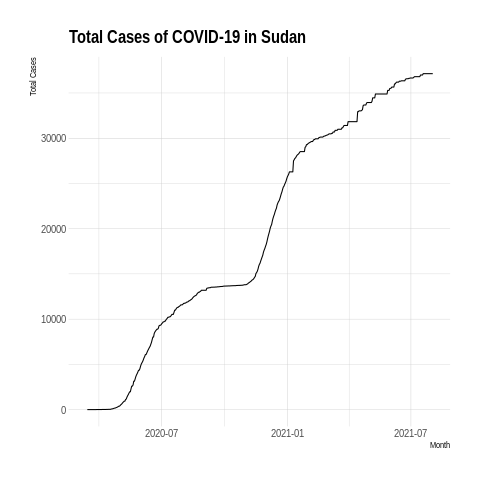 Total Cases of COVID-19 in Sudan
Total Cases
30000
20000
10000
0
2020-07
2021-01
2021-07
Month